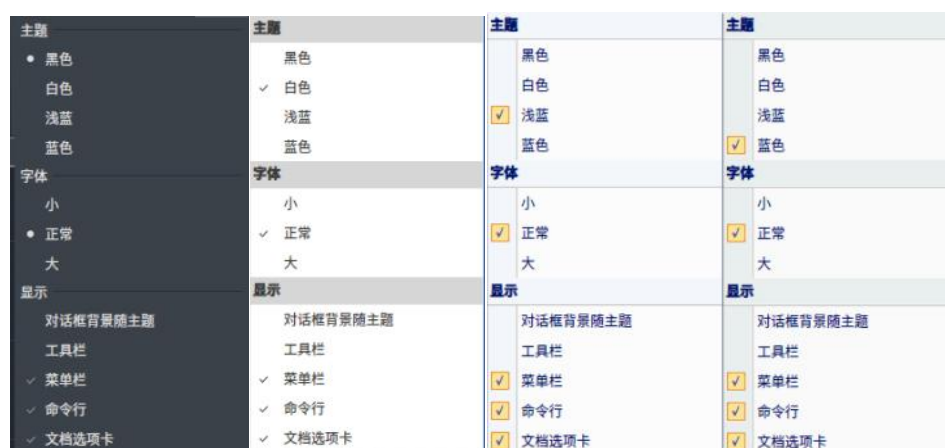 主题
黑色
白色
浅蓝
蓝色
字体
小
正常
大
显示
对话框背景随主题
工具栏
菜单栏
命令行
文档选项卡
主题
黑色
白色
浅蓝
蓝色
字体
小
正常
大
显示
对话框背景随主题
工具栏
菜单栏
命令行
文档选项卡
主题
黑色
白色
浅蓝
蓝色
字体
小
正常
大
显示
对话框背景随主题
工具栏
菜单栏
命令行
文档选项卡
主题
黑色
白色
浅蓝
蓝色
字体
小
正常
大
显示
对话框背景随主题
工具栏
菜单栏
命令行
文档选项卡